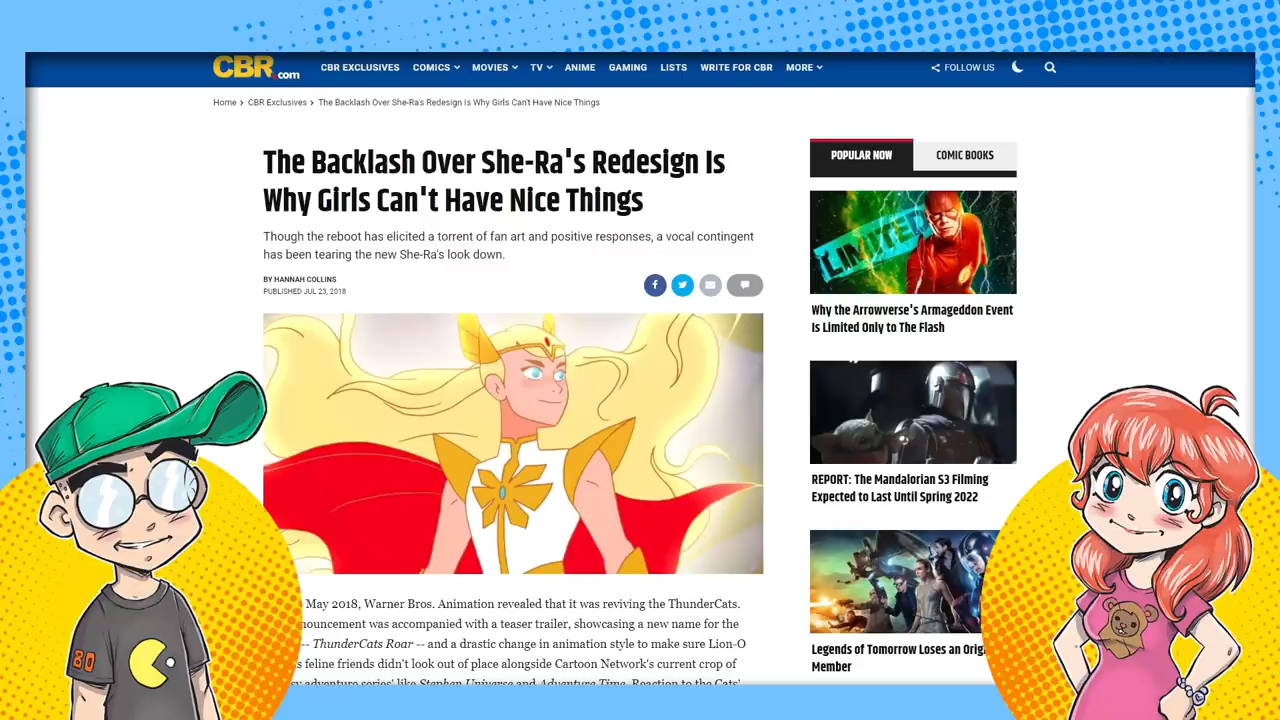 CBR.com
CBR EXCLUSIVES COMICS MOVIES TV ANIME GAMING LISTS WRITE FOR CBR MORE FOLLOW US
Home > CBR Exclusives > The Backlash Over She-Ra's Redesign Is Why Girls Can't Have Nice Things
The Backlash Over She-Ra's Redesign Is
Why Girls Can't Have Nice Things
Though the reboot has elicited a torrent of fan art and positive responses, a vocal contingent
has been tearing the new She-Ra's look down.
BY HANNAH COLLINS
PUBLISHED JUL 23, 2018
May 2018, Warner Bros. Animation revealed that it was reviving the ThunderCats.
nouncement was accompanied with a teaser trailer, showcasing a new name for the
-- ThunderCats Roar -- and a drastic change in animation style to make sure Lion-O
s feline friends didn't look out of place alongside Cartoon Network's current crop of
sy adventure series' like Stephen Universe and Adventure Time. Reaction to the Cats'
POPULAR NOW
COMIC BOOKS
LIMITED
Why the Arrowverse's Armageddon Event
Is Limited Only to The Flash
REPORT: The Mandalorian S3 Filming
Expected to Last Until Spring 2022
Legends of Tomorrow Loses an Orig
Member
80